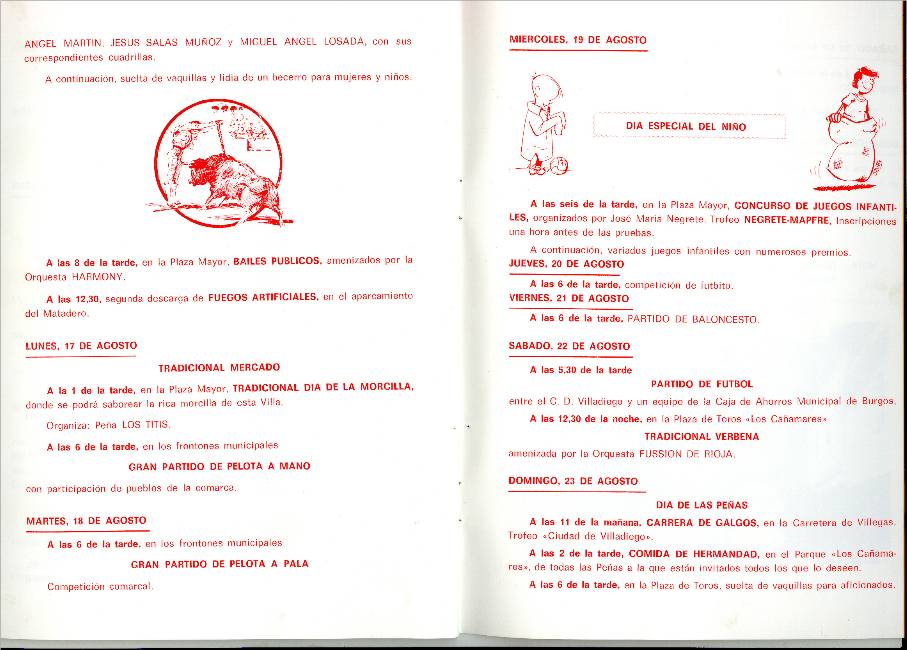 ANGEL MARTIN, JESUS SALAS MUÑOZ y MIGUEL ANGEL LOSADA, con sus
correspondientes cuadrillas.
A continuación, suelta de vaquillas y lidia de un becerro para mujeres y niños.
A las 8 de la tarde, en la Plaza Mayor, BAILES PUBLICOS, amenizados por la
Orquesta HARMONY.
A las 12,30, segunda descarga de FUEGOS ARTIFICIALES, en el aparcamiento
del Matadero.
LUNES, 17 DE AGOSTO
TRADICIONAL MERCADO
A la 1 de la tarde, en la Plaza Mayor, TRADICIONAL DIA DE LA MORCILLA,
donde se podrá saborear la rica morcilla de esta Villa.
Organiza: Peña LOS TITIS.
A las 6 de la tarde, en los frontones municipales
GRAN PARTIDO DE PELOTA A MANO
con participación de pueblos de la comarca.
MARTES, 18 DE AGOSTO
A las 6 de la tarde, en los frontones municipales
GRAN PARTIDO DE PELOTA A PALA
Competición comarcal.
MIERCOLES, 19 DE AGOSTO
DIA ESPECIAL DEL NIÑO
A las seis de la tarde, en la Plaza Mayor, CONCURSO DE JUEGOS INFANTI-
LES, organizados por José María Negrete. Trofeo NEGRETE-MAPFRE, Inscripciones
una hora antes de las pruebas.
A continuación, variados juegos infantiles con numerosos premios.
JUEVES, 20 DE AGOSTO
A las 6 de la tarde, competición de futbito.
VIERNES, 21 DE AGOSTO
A las 6 de la tarde, PARTIDO DE BALONCESTO.
SABADO, 22 DE AGOSTO
A las 5,30 de la tarde
PARTIDO DE FUTBOL
entre el C. D. Villadiego y un equipo de la Caja de Ahorros Municipal de Burgos.
A las 12,30 de la noche, en la Plaza de Toros «Los Cañamares»
TRADICIONAL VERBENA
amenizada por la Orquesta FUSSION DE RIOJA.
DOMINGO, 23 DE AGOSTO
DIA DE LAS PEÑAS
A las 11 de la mañana, CARRERA DE GALGOS, en la Carretera de Villegas.
Trofeo «Ciudad de Villadiego».
A las 2 de la tarde, COMIDA DE HERMANDAD, en el Parque «Los Cañama-
res», de todas las Peñas a la que están invitados todos los que lo deseen.
A las 6 de la tarde, en la Plaza de Toros, suelta de vaquillas para aficionados.